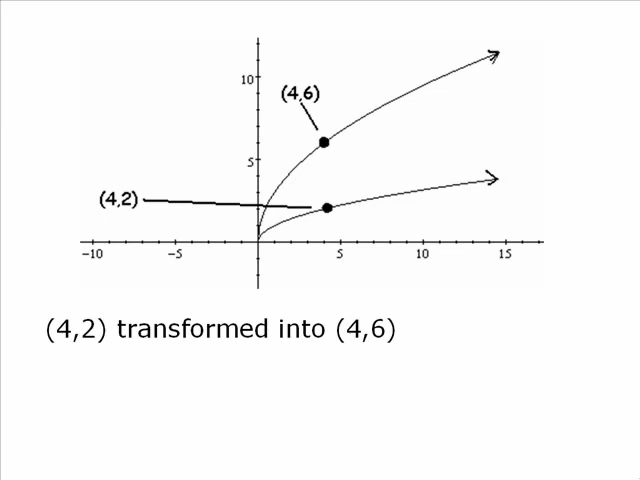 10
(4,6)
5
(4,2)
−10 −5 5 10 15
(4,2) transformed into (4,6)